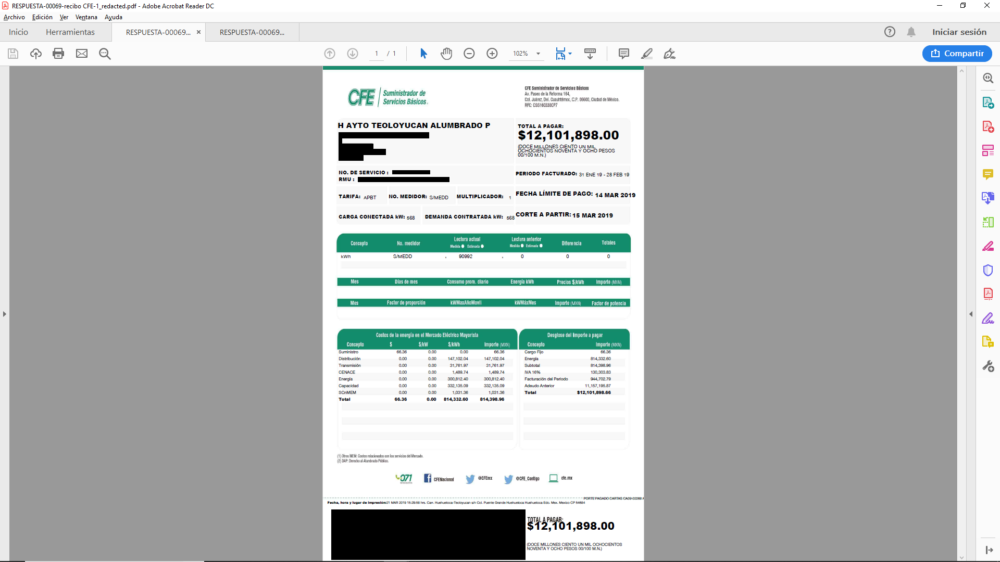 RESPUESTA-00069-recibo CFE-1_redacted.pdf - Adobe Acrobat Reader DC
Archivo Edición Ver Ventana Ayuda
Inicio Herramientas RESPUESTA-00069... × RESPUESTA-00069... Iniciar sesión
1 / 1 102% Compartir
CFE Suministrador de Servicios Básicos®
CFE Suministrador de Servicios Básicos
Av. Paseo de la Reforma 164,
Col. Juárez, Del. Cuauhtémoc, C.P. 06600, Ciudad de México.
RFC: CSS160330CP7
H AYTO TEOLOYUCAN ALUMBRADO P
TOTAL A PAGAR:
$12,101,898.00
(DOCE MILLONES CIENTO UN MIL
OCHOCIENTOS NOVENTA Y OCHO PESOS
00/100 M.N.)
NO. DE SERVICIO :
RMU :
PERIODO FACTURADO: 31 ENE 19 - 28 FEB 19
TARIFA: APBT NO. MEDIDOR: S/MEDD MULTIPLICADOR: 1
FECHA LÍMITE DE PAGO: 14 MAR 2019
CARGA CONECTADA kW: 568 DEMANDA CONTRATADA kW: 568
CORTE A PARTIR: 15 MAR 2019
Concepto No. medidor Lectura actual Lectura anterior Diferencia Totales
Medida Estimada Medida Estimada
kWh S/MEDD 90992 0 0 0
Mes Días de mes Consumo prom. diario Energía kWh Precios $/kWh Importe (MXN)
Mes Factor de proporción kWMaxAñoMovil kWMáxMes Importe (MXN) Factor de potencia
Costos de la energía en el Mercado Eléctrico Mayorista
Concepto $ $/kW $/kWh Importe (MXN)
Suministro 66.36 0.00 0.00 66.36
Distribución 0.00 0.00 147,102.04 147,102.04
Transmisión 0.00 0.00 31,761.97 31,761.97
CENACE 0.00 0.00 1,489.74 1,489.74
Energía 0.00 0.00 300,812.40 300,812.40
Capacidad 0.00 0.00 332,135.09 332,135.09
SCnMEM 0.00 0.00 1,031.36 1,031.36
Total 66.36 0.00 814,332.60 814,398.96
Desglose del importe a pagar
Concepto Importe (MXN)
Cargo Fijo 66.36
Energía 814,332.60
Subtotal 814,398.96
IVA 16% 130,303.83
Facturación del Periodo 944,702.79
Adeudo Anterior 11,157,195.87
Total $12,101,898.66
(1) Otros MEM: Costos relacionados con los servicios del Mercado.
(2) DAP: Derecho al Alumbrado Público.
071 CFENacional @CFEmx @CFE_Contigo cfe.mx
PORTE PAGADO CARTAS CA09-02268 A
Fecha, hora y lugar de impresión:21 MAR 2019 15:29:58 hrs. Carr. Huehuetoca-Teoloyucan s/n Col. Puente Grande Huehuetoca Huehuetoca Edo. Mex. Mexico CP 54684
TOTAL A PAGAR:
$12,101,898.00
(DOCE MILLONES CIENTO UN MIL OCHOCIENTOS
NOVENTA Y OCHO PESOS 00/100 M.N.)